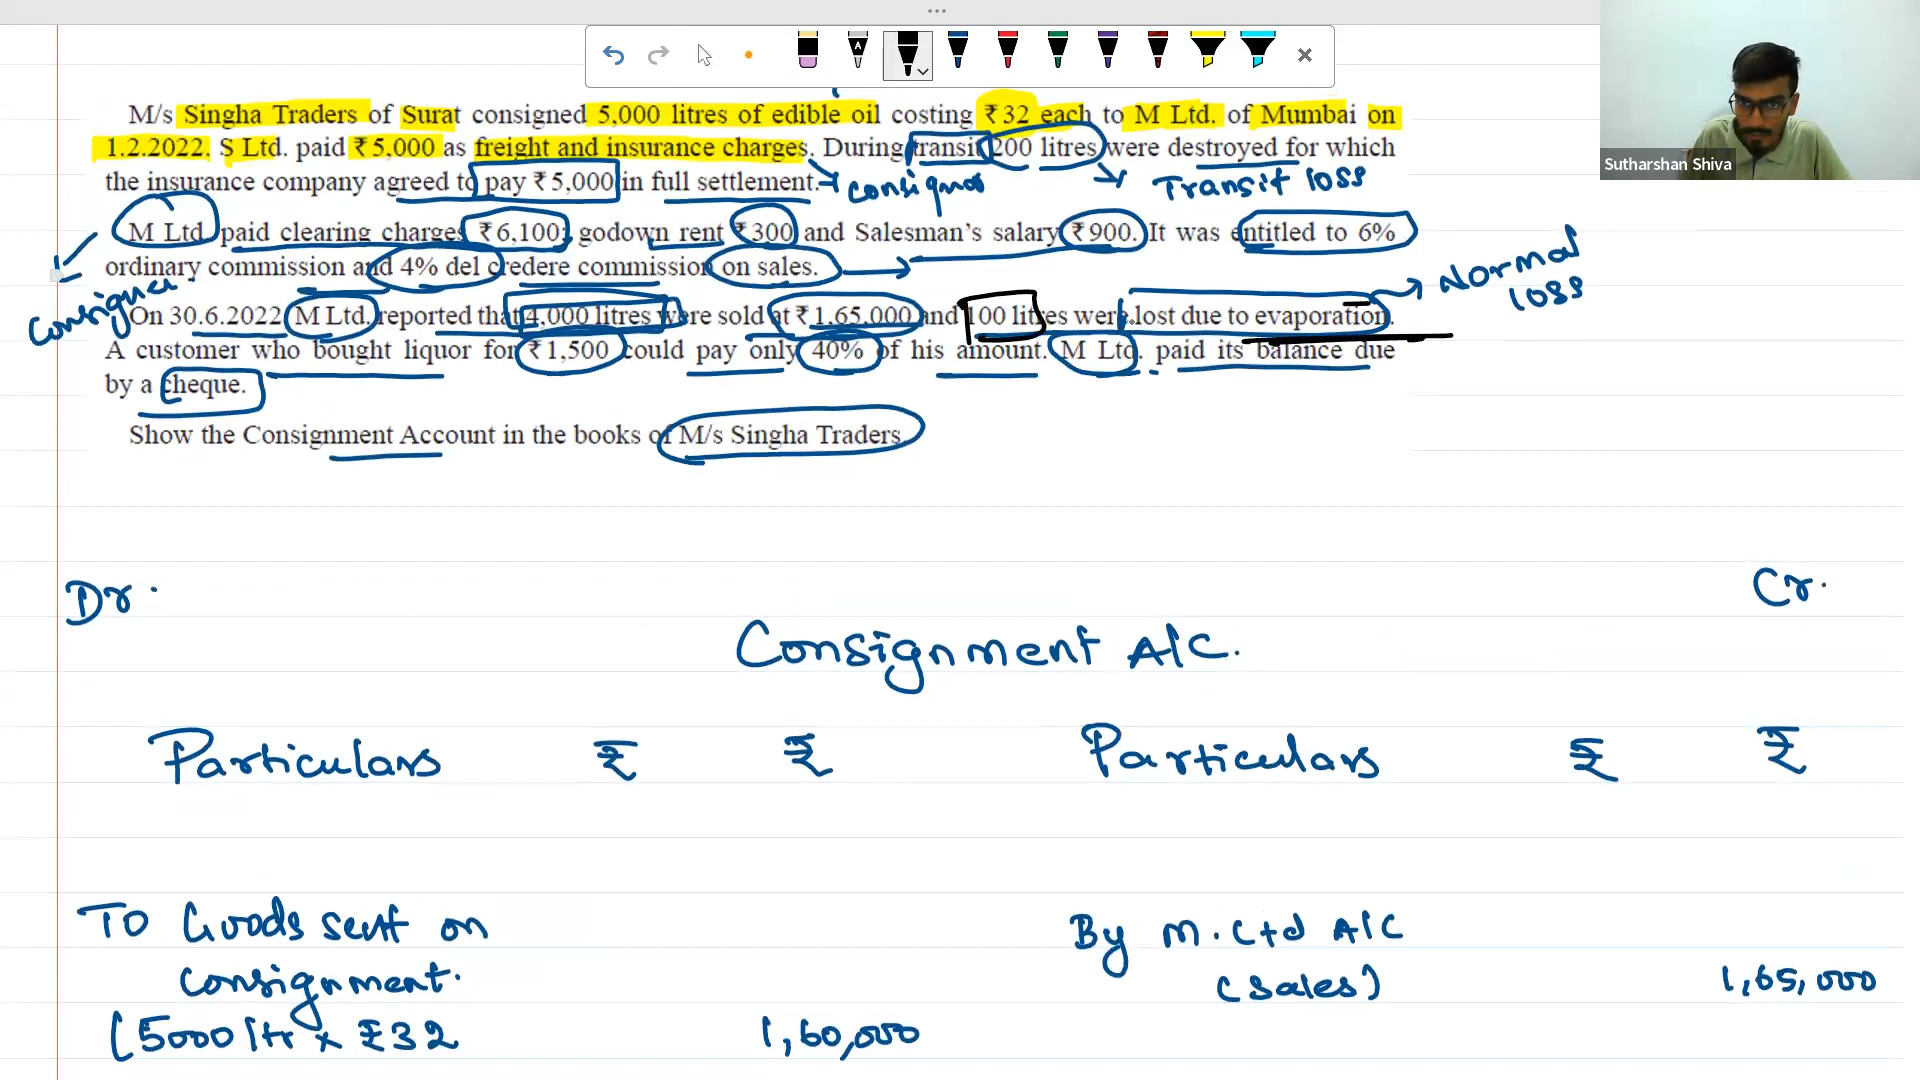 M/s Singha Traders of Surat consigned 5,000 litres of edible oil costing ₹32 each to M Ltd. of Mumbai on
1.2.2022. S Ltd. paid ₹5,000 as freight and insurance charges. During transit 200 litres were destroyed for which
the insurance company agreed to pay ₹5,000 in full settlement.
Consignor
Transit loss
M Ltd. paid clearing charges ₹6,100; godown rent ₹300 and Salesman's salary ₹900. It was entitled to 6%
ordinary commission and 4% del credere commission on sales.
Consignee
Normal
loss
On 30.6.2022 M Ltd. reported that 4,000 litres were sold at ₹1,65,000 and 100 litres were lost due to evaporation.
A customer who bought liquor for ₹1,500 could pay only 40% of his amount. M Ltd. paid its balance due
by a cheque.
Show the Consignment Account in the books of M/s Singha Traders.
Sutharshan Shiva
Dr.
Cr.
Consignment A/C.
Particulars ₹ ₹ Particulars ₹ ₹
To Goods sent on
consignment.
(5000 ltr x ₹32 1,60,000
By M. Ltd A/C
(Sales) 1,65,000